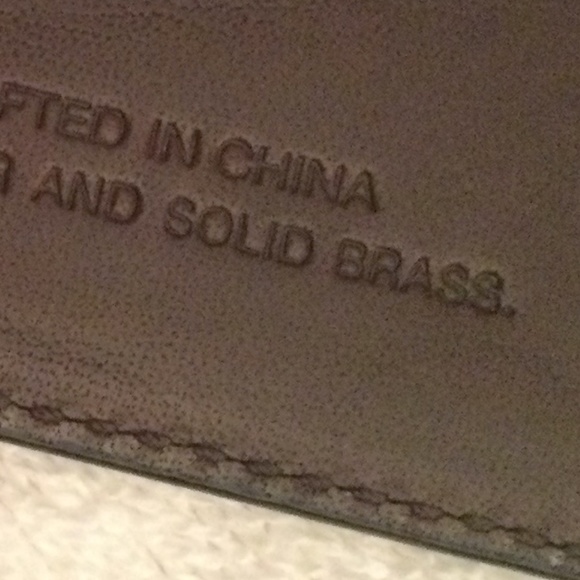 FTED IN CHINA
R AND SOLID BRASS.